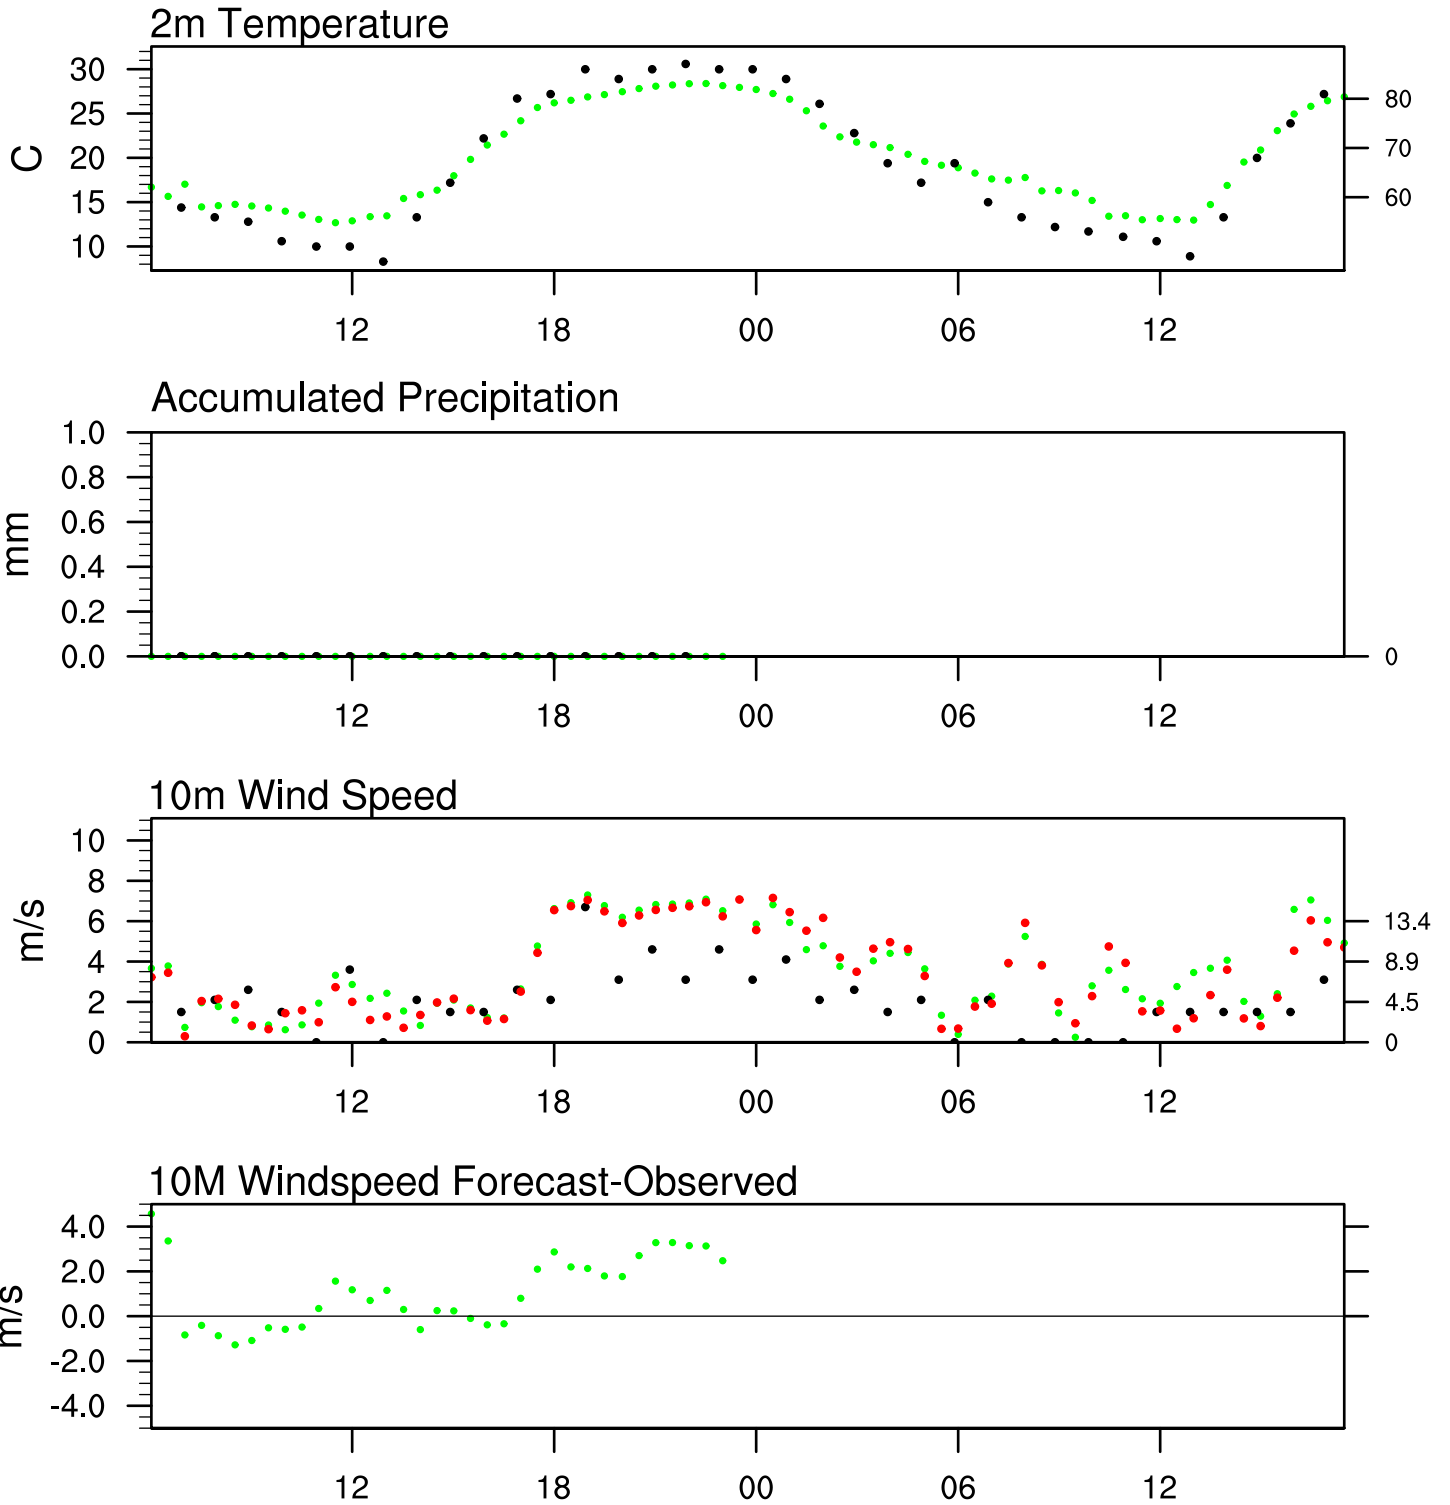 2m Temperature
30
25
20
15
10
C
80
70
60
12 18 00 06 12
Accumulated Precipitation
1.0
0.8
0.6
0.4
0.2
0.0
mm
0
12 18 00 06 12
10m Wind Speed
10
8
6
4
2
0
m/s
13.4
8.9
4.5
0
12 18 00 06 12
10M Windspeed Forecast-Observed
4.0
2.0
0.0
-2.0
-4.0
m/s
12 18 00 06 12